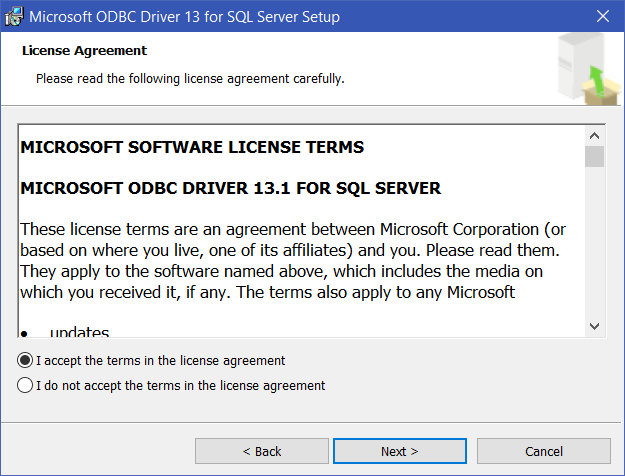 Microsoft ODBC Driver 13 for SQL Server Setup
License Agreement
Please read the following license agreement carefully.
MICROSOFT SOFTWARE LICENSE TERMS
MICROSOFT ODBC DRIVER 13.1 FOR SQL SERVER
These license terms are an agreement between Microsoft Corporation (or
based on where you live, one of its affiliates) and you. Please read them.
They apply to the software named above, which includes the media on
which you received it, if any. The terms also apply to any Microsoft
• updates
I accept the terms in the license agreement
I do not accept the terms in the license agreement
< Back
Next >
Cancel